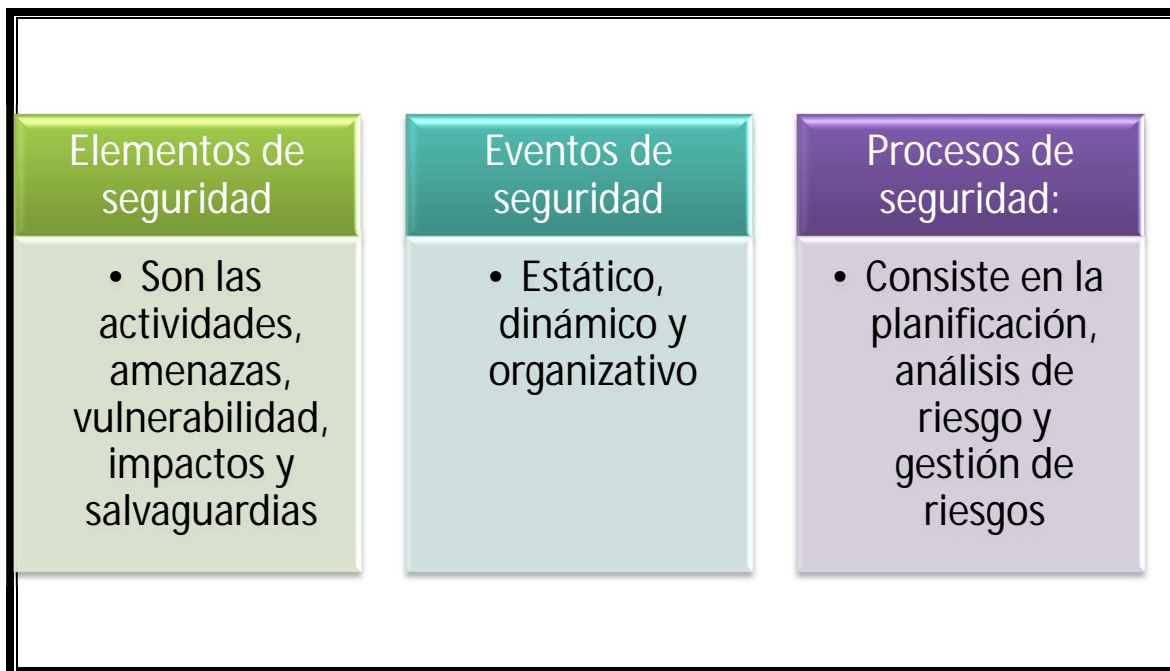 Elementos de
seguridad
• Son las
actividades,
amenazas,
vulnerabilidad,
impactos y
salvaguardias
Eventos de
seguridad
• Estático,
dinámico y
organizativo
Procesos de
seguridad:
• Consiste en la
planificación,
análisis de
riesgo y
gestión de
riesgos